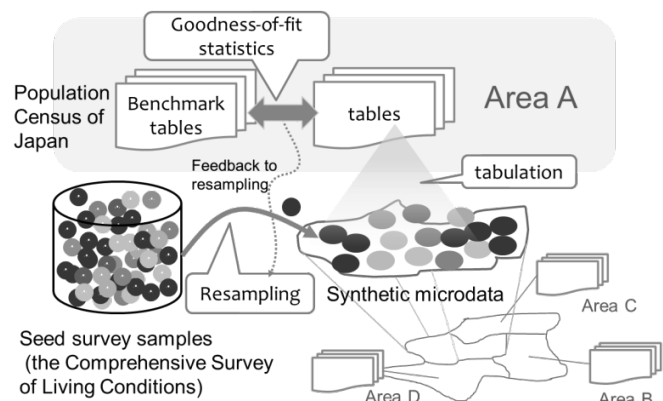 Goodness-of-fit
statistics
Population
Census of
Japan
Benchmark
tables
tables
Area A
Feedback to
resampling
tabulation
Resampling
Synthetic microdata
Area C
Seed survey samples
(the Comprehensive Survey
of Living Conditions)
Area D
Area B